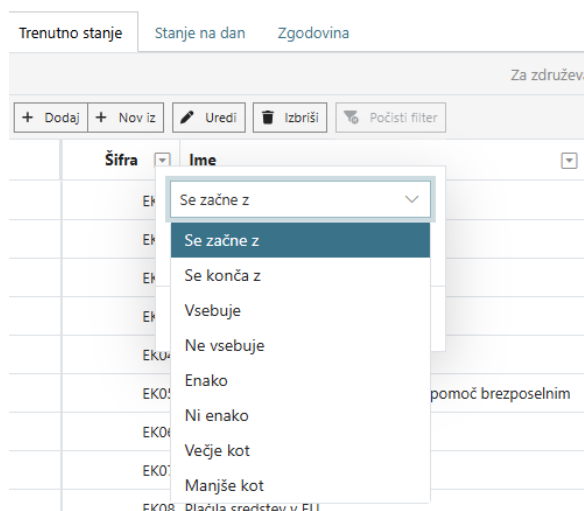 Trenutno stanje Stanje na dan Zgodovina
Za združeva
+ Dodaj + Nov iz Uredi Izbriši Počisti filter
Šifra Ime
Se začne z
Se začne z
Se konča z
Vsebuje
Ne vsebuje
Enako
EK05 pomoč brezposelnim
Ni enako
EK06
Večje kot
EK07
Manjše kot
EK08 Plačila sredstev v EU